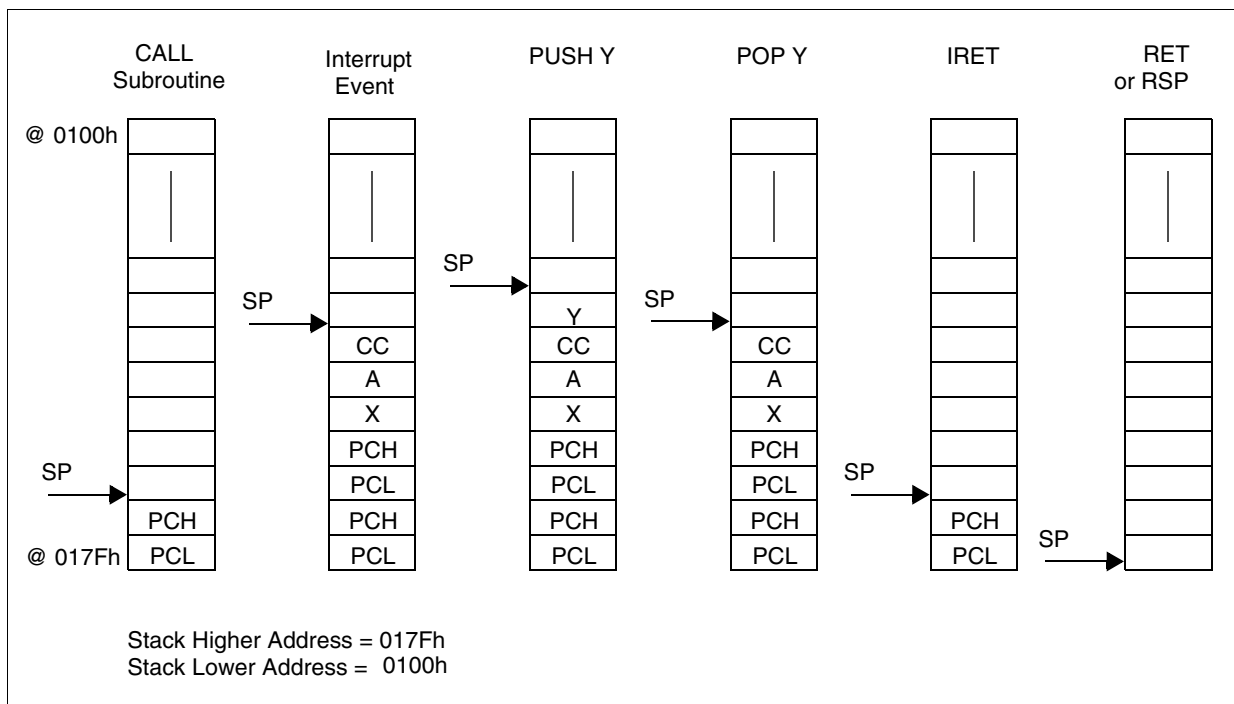 CALL
Subroutine
Interrupt
Event
PUSH Y
POP Y
IRET
RET
or RSP
@ 0100h
SP
PCH
@ 017Fh
PCL
SP
CC
A
X
PCH
PCL
PCH
PCL
SP
Y
CC
A
X
PCH
PCL
PCH
PCL
SP
CC
A
X
PCH
PCL
PCH
PCL
SP
PCH
PCL
SP
Stack Higher Address = 017Fh
Stack Lower Address = 0100h